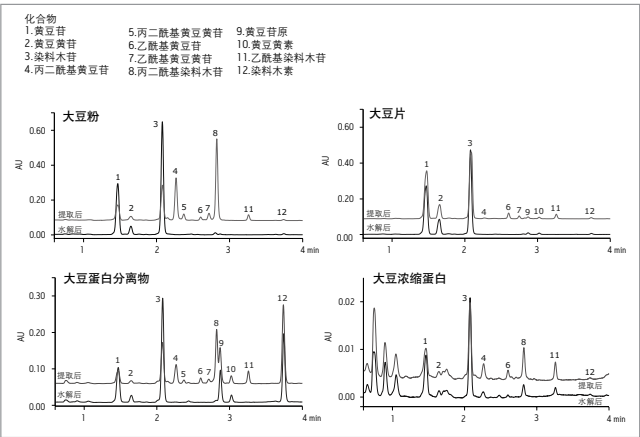 化合物
1.黄豆苷 5.丙二酰基黄豆黄苷 9.黄豆苷原
2.黄豆黄苷 6.乙酰基黄豆苷 10.黄豆黄素
3.染料木苷 7.乙酰基黄豆黄苷 11.乙酰基染料木苷
4.丙二酰基黄豆苷 8.丙二酰基染料木苷 12.染料木素
大豆粉
AU
0.60
0.40
0.20
0.00
1 2 3 4 5 6 7 8 11 12
提取后
水解后
1 2 3 4 min
大豆片
AU
0.60
0.40
0.20
0.00
1 2 3 4 6 7 9 10 11 12
提取后
水解后
1 2 3 4 min
大豆蛋白分离物
AU
0.30
0.20
0.10
0.00
1 2 3 4 5 6 7 8 9 10 11 12
提取后
水解后
1 2 3 4 min
大豆浓缩蛋白
AU
0.02
0.01
0.00
1 2 3 4 6 8 11 12
提取后
水解后
1 2 3 4 min